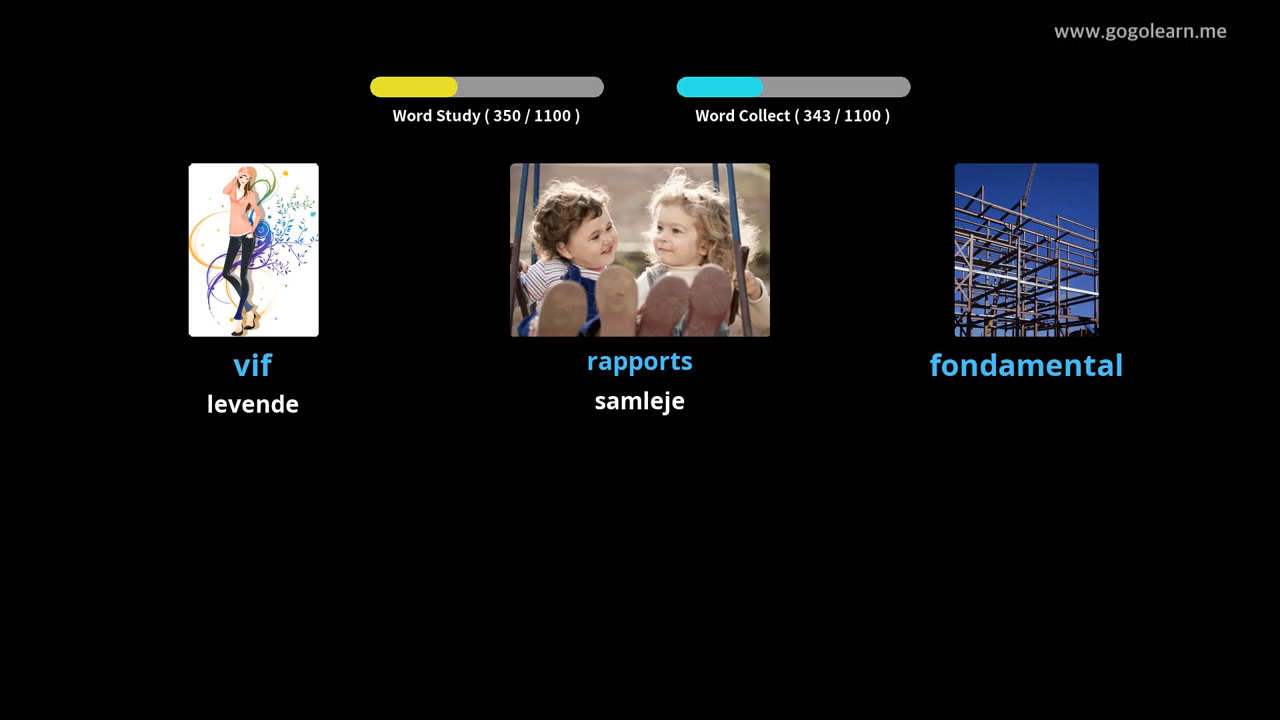 www.gogolearn.me
Word Study ( 350 / 1100 )
Word Collect ( 343 / 1100 )
vif
levende
rapports
samleje
fondamental